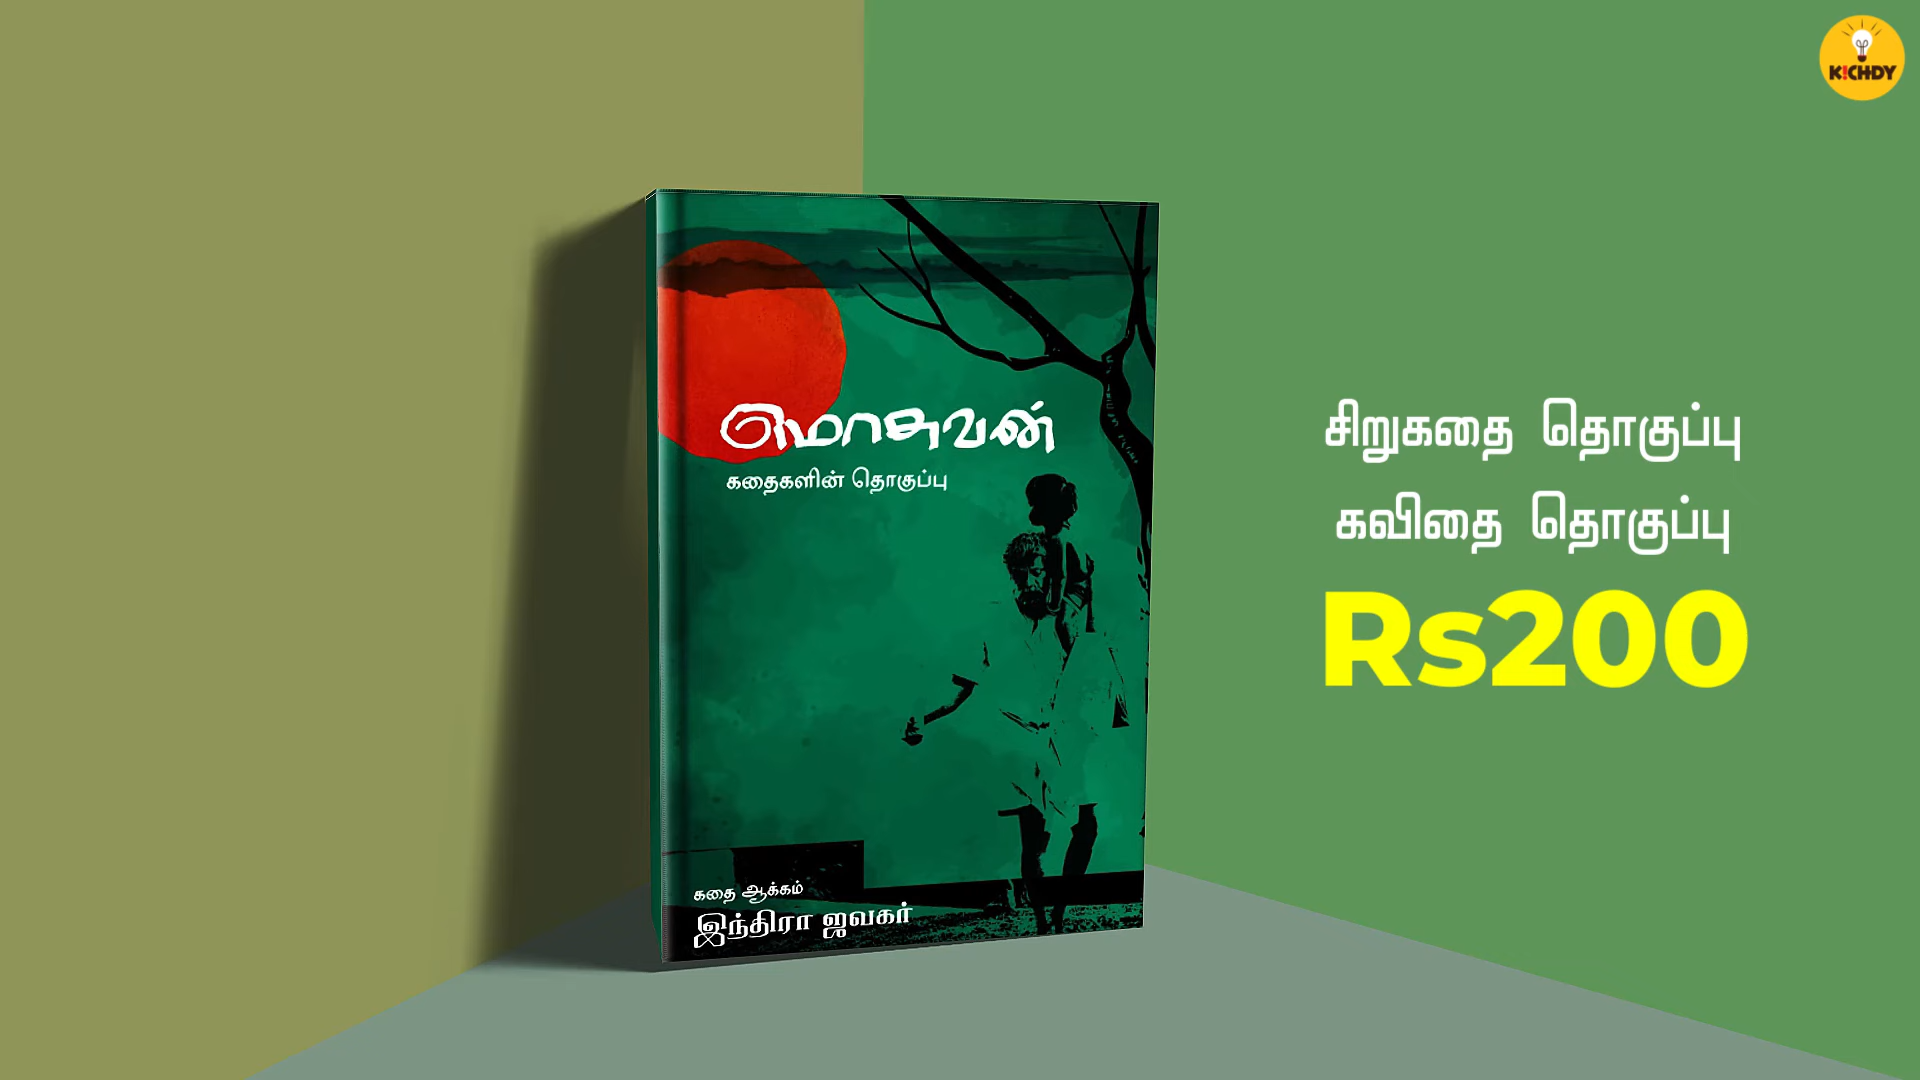 K!CHDY
மொசுவன்
கதைகளின் தொகுப்பு
கதை ஆக்கம்
இந்திரா ஜவகர்
சிறுகதை தொகுப்பு
கவிதை தொகுப்பு
Rs200